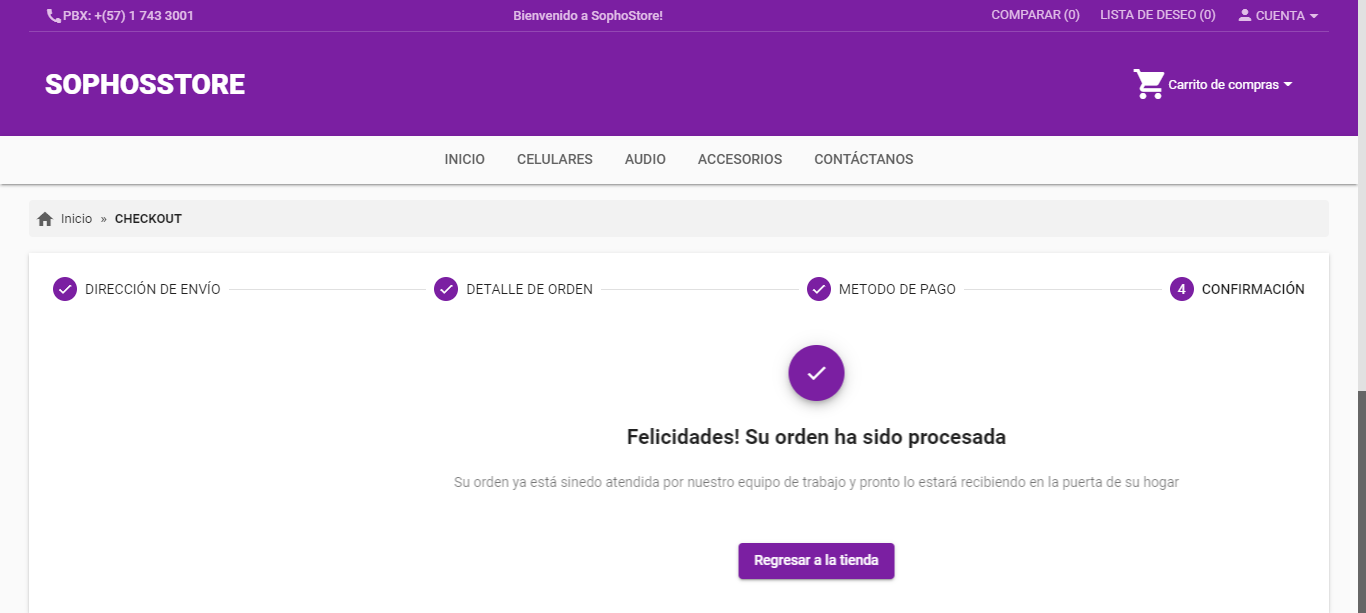 PBX: +(57) 1 743 3001
Bienvenido a SophoStore!
COMPARAR (0)
LISTA DE DESEO (0)
CUENTA
SOPHOSSTORE
Carrito de compras
INICIO
CELULARES
AUDIO
ACCESORIOS
CONTÁCTANOS
Inicio » CHECKOUT
DIRECCIÓN DE ENVÍO
DETALLE DE ORDEN
METODO DE PAGO
4 CONFIRMACIÓN
Felicidades! Su orden ha sido procesada
Su orden ya está sinedo atendida por nuestro equipo de trabajo y pronto lo estará recibiendo en la puerta de su hogar
Regresar a la tienda